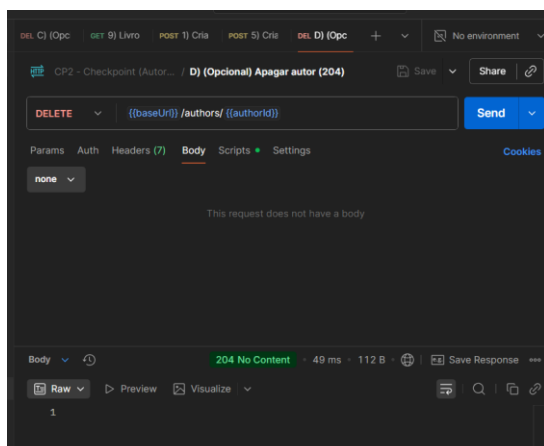 DEL C) (Opc GET 9) Livro POST 1) Cria POST 5) Cria DEL D) (Opc No environment
HTTP CP2 - Checkpoint (Autor... / D) (Opcional) Apagar autor (204) Save Share
DELETE {{baseUrl}} /authors/ {{authorId}} Send
Params Auth Headers (7) Body Scripts Settings Cookies
none
This request does not have a body
Body 204 No Content 49 ms 112 B Save Response
Raw Preview Visualize
1